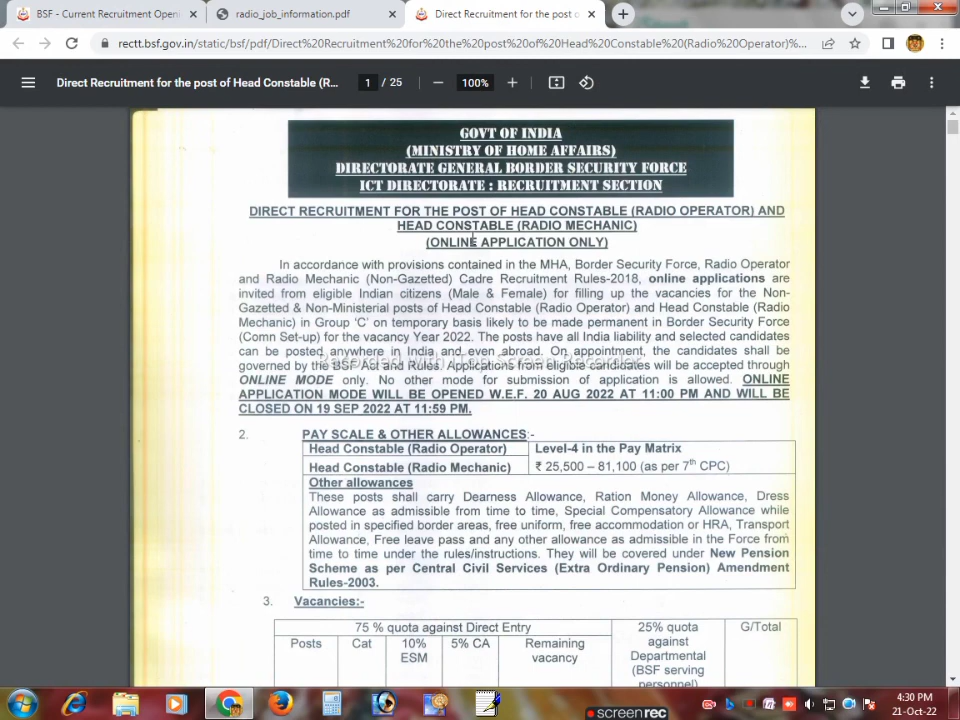 BSF - Current Recruitment Openi
radio_job_information.pdf
Direct Recruitment for the post o
rectt.bsf.gov.in/static/bsf/pdf/Direct%20Recruitment%20for%20the%20post%20of%20Head%20Constable%20(Radio%20Operator)%...
Direct Recruitment for the post of Head Constable (R...
1 / 25
100%
GOVT OF INDIA
(MINISTRY OF HOME AFFAIRS)
DIRECTORATE GENERAL BORDER SECURITY FORCE
ICT DIRECTORATE : RECRUITMENT SECTION
DIRECT RECRUITMENT FOR THE POST OF HEAD CONSTABLE (RADIO OPERATOR) AND
HEAD CONSTABLE (RADIO MECHANIC)
(ONLINE APPLICATION ONLY)
In accordance with provisions contained in the MHA, Border Security Force, Radio Operator
and Radio Mechanic (Non-Gazetted) Cadre Recruitment Rules-2018, online applications are
invited from eligible Indian citizens (Male & Female) for filling up the vacancies for the Non-
Gazetted & Non-Ministerial posts of Head Constable (Radio Operator) and Head Constable (Radio
Mechanic) in Group 'C' on temporary basis likely to be made permanent in Border Security Force
(Comn Set-up) for the vacancy Year 2022. The posts have all India liability and selected candidates
can be posted anywhere in India and even abroad. On appointment, the candidates shall be
governed by the BSF Act and Rules. Applications from eligible candidates will be accepted through
ONLINE MODE only. No other mode for submission of application is allowed. ONLINE
APPLICATION MODE WILL BE OPENED W.E.F. 20 AUG 2022 AT 11:00 PM AND WILL BE
CLOSED ON 19 SEP 2022 AT 11:59 PM.
2. PAY SCALE & OTHER ALLOWANCES:-
Head Constable (Radio Operator) Level-4 in the Pay Matrix
Head Constable (Radio Mechanic) ₹ 25,500 – 81,100 (as per 7th CPC)
Other allowances
These posts shall carry Dearness Allowance, Ration Money Allowance, Dress
Allowance as admissible from time to time, Special Compensatory Allowance while
posted in specified border areas, free uniform, free accommodation or HRA, Transport
Allowance, Free leave pass and any other allowance as admissible in the Force from
time to time under the rules/instructions. They will be covered under New Pension
Scheme as per Central Civil Services (Extra Ordinary Pension) Amendment
Rules-2003.
3. Vacancies:-
75 % quota against Direct Entry 25% quota G/Total
Posts Cat 10% 5% CA Remaining against
ESM vacancy Departmental
(BSF serving
personnel)
4:30 PM
21-Oct-22
screenrec